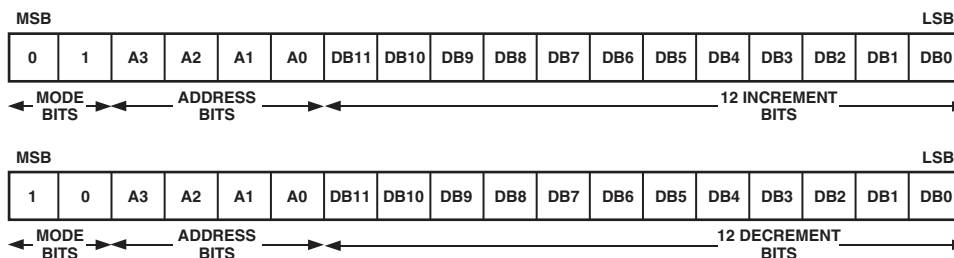 MSB LSB
0 1 A3 A2 A1 A0 DB11 DB10 DB9 DB8 DB7 DB6 DB5 DB4 DB3 DB2 DB1 DB0
MODE BITS ADDRESS BITS 12 INCREMENT BITS
MSB LSB
1 0 A3 A2 A1 A0 DB11 DB10 DB9 DB8 DB7 DB6 DB5 DB4 DB3 DB2 DB1 DB0
MODE BITS ADDRESS BITS 12 DECREMENT BITS